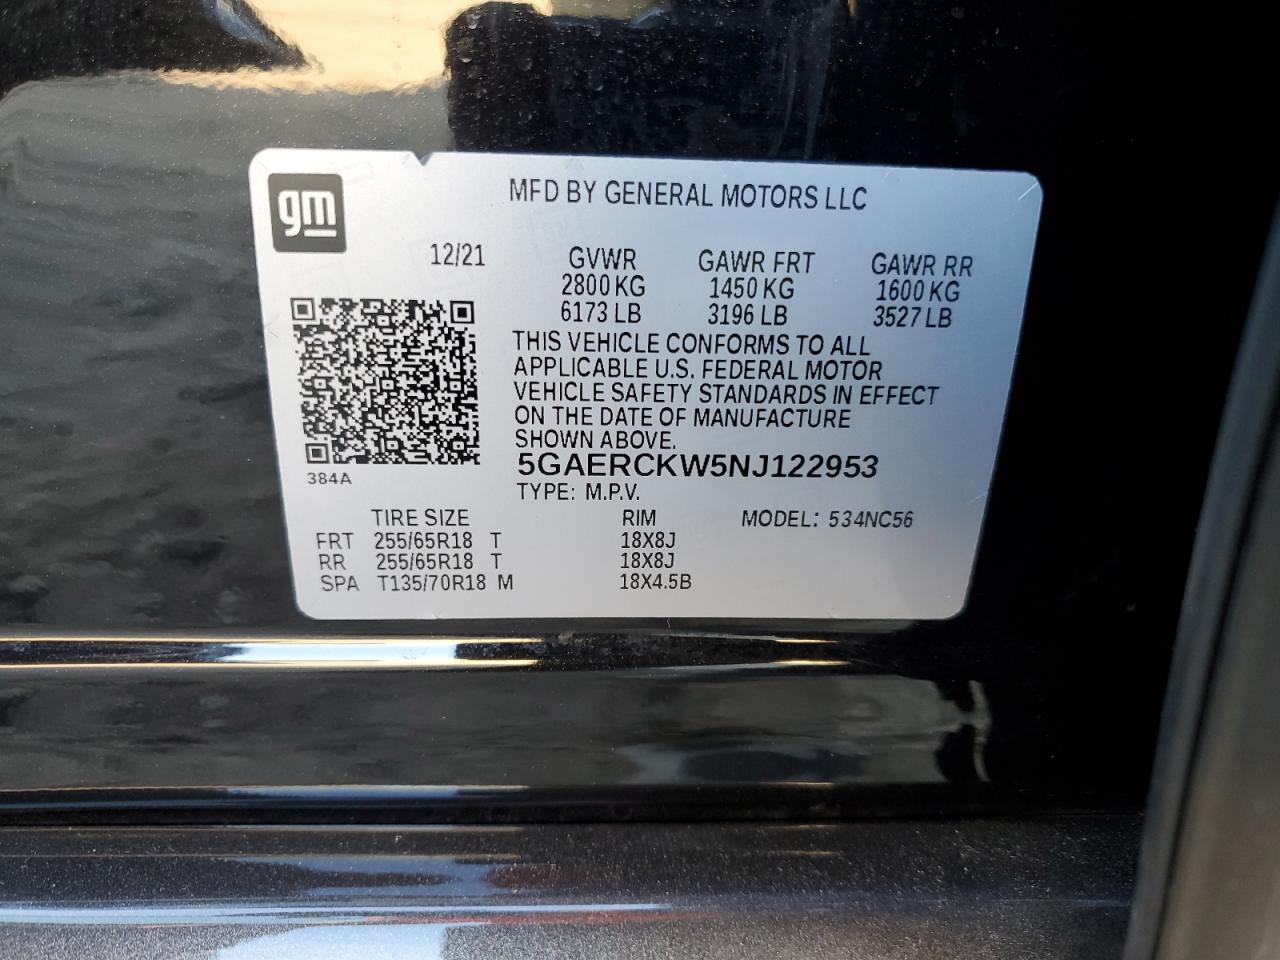 gm
MFD BY GENERAL MOTORS LLC
12/21 GVWR GAWR FRT GAWR RR
2800 KG 1450 KG 1600 KG
6173 LB 3196 LB 3527 LB
THIS VEHICLE CONFORMS TO ALL
APPLICABLE U.S. FEDERAL MOTOR
VEHICLE SAFETY STANDARDS IN EFFECT
ON THE DATE OF MANUFACTURE
SHOWN ABOVE.
5GAERCKW5NJ122953
384A
TYPE: M.P.V.
TIRE SIZE RIM MODEL: 534NC56
FRT 255/65R18 T 18X8J
RR 255/65R18 T 18X8J
SPA T135/70R18 M 18X4.5B